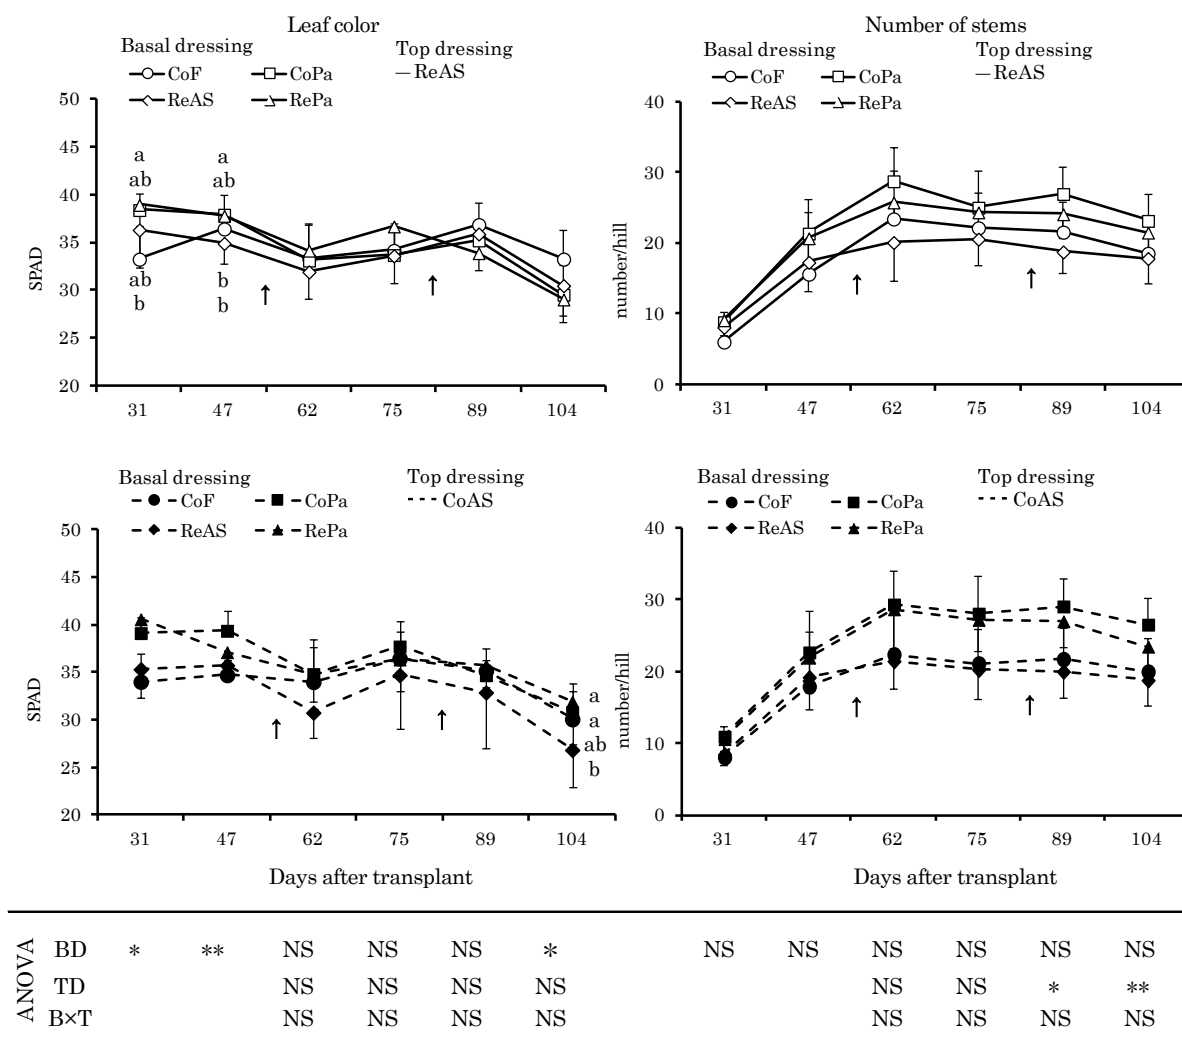 Leaf color
Basal dressing
Top dressing
CoF
CoPa
ReAS
ReAS
RePa
50
45
40
35
30
25
20
SPAD
a
ab
ab
b
a
ab
b
b
↑
↑
31 47 62 75 89 104
Number of stems
Basal dressing
Top dressing
CoF
CoPa
ReAS
ReAS
RePa
40
30
20
10
0
number/hill
↑
↑
31 47 62 75 89 104
Basal dressing
Top dressing
CoF
CoPa
CoAS
ReAS
RePa
50
45
40
35
30
25
20
SPAD
↑
↑
a
a
ab
b
31 47 62 75 89 104
Days after transplant
Basal dressing
Top dressing
CoF
CoPa
CoAS
ReAS
RePa
40
30
20
10
0
number/hill
↑
↑
31 47 62 75 89 104
Days after transplant
ANOVA
BD * ** NS NS NS * NS NS NS NS NS NS
TD NS NS NS NS NS NS * **
B×T NS NS NS NS NS NS NS NS